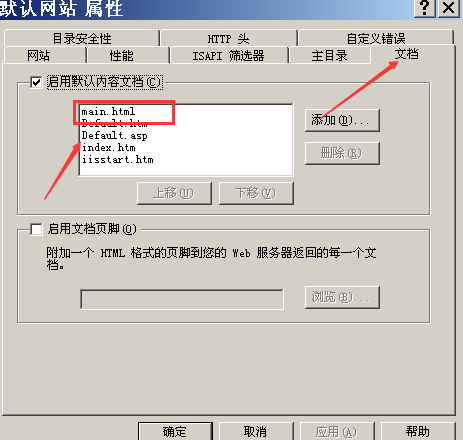 默认网站 属性
目录安全性 HTTP 头 自定义错误
网站 性能 ISAPI 筛选器 主目录 文档
启用默认内容文档(C)
main.html
Default.htm
Default.asp
index.htm
iisstart.htm
添加(D)...
删除(R)
上移(U) 下移(V)
启用文档页脚(O)
附加一个 HTML 格式的页脚到您的 Web 服务器返回的每一个文
档。
浏览(B)...
确定 取消 应用(A) 帮助